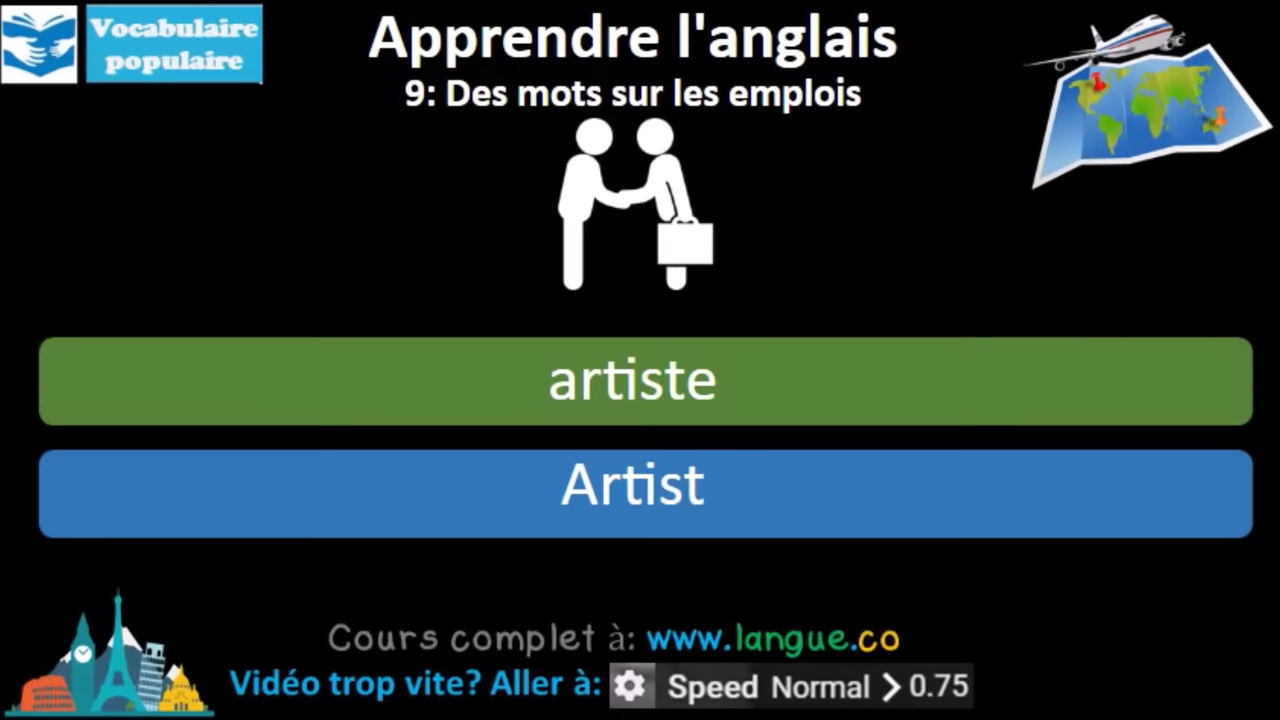 Vocabulaire
populaire
Apprendre l'anglais
9: Des mots sur les emplois
artiste
Artist
Cours complet à: www.langue.co
Vidéo trop vite? Aller à: Speed Normal > 0.75